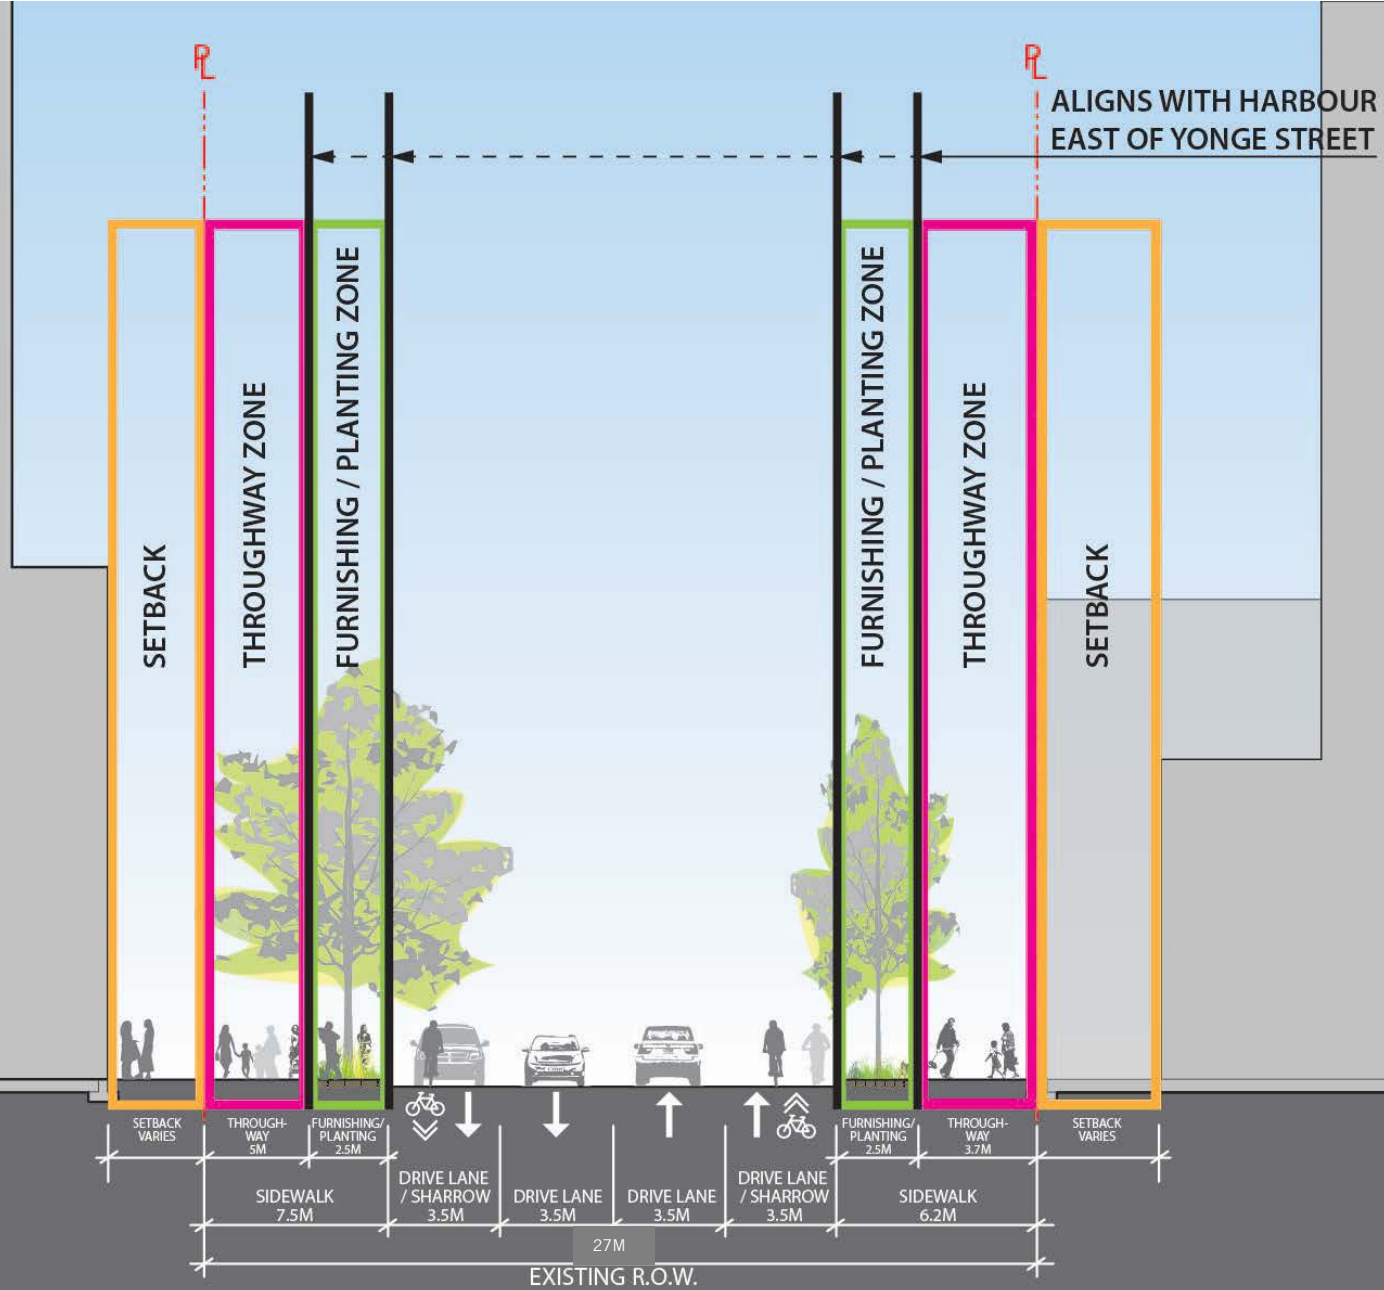 PL
PL
ALIGNS WITH HARBOUR
EAST OF YONGE STREET
SETBACK
THROUGHWAY ZONE
FURNISHING / PLANTING ZONE
FURNISHING / PLANTING ZONE
THROUGHWAY ZONE
SETBACK
SETBACK
VARIES
THROUGH-
WAY
5M
FURNISHING/
PLANTING
2.5M
FURNISHING/
PLANTING
2.5M
THROUGH-
WAY
3.7M
SETBACK
VARIES
SIDEWALK
7.5M
DRIVE LANE
/ SHARROW
3.5M
DRIVE LANE
3.5M
DRIVE LANE
3.5M
DRIVE LANE
/ SHARROW
3.5M
SIDEWALK
6.2M
27M
EXISTING R.O.W.